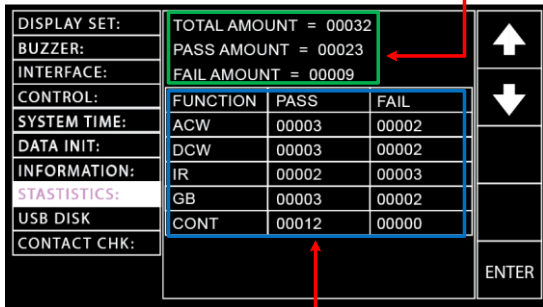 DISPLAY SET:
BUZZER:
INTERFACE:
CONTROL:
SYSTEM TIME:
DATA INIT:
INFORMATION:
STASTISTICS:
USB DISK
CONTACT CHK:
TOTAL AMOUNT = 00032
PASS AMOUNT = 00023
FAIL AMOUNT = 00009
FUNCTION PASS FAIL
ACW 00003 00002
DCW 00003 00002
IR 00002 00003
GB 00003 00002
CONT 00012 00000
ENTER